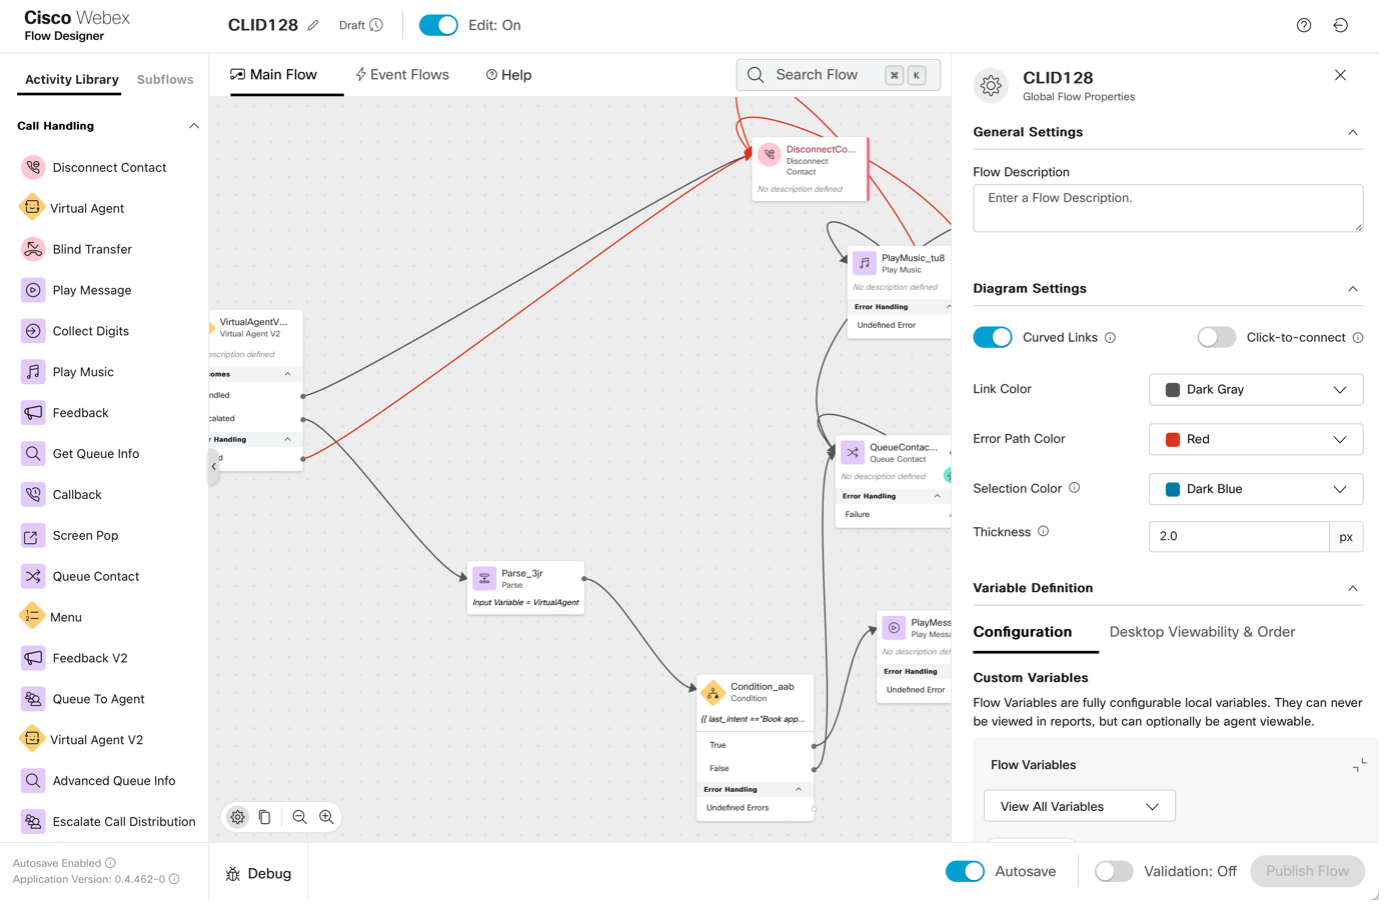 Cisco Webex
Flow Designer
CLID128
Draft
Edit: On
Activity Library
Subflows
Main Flow
Event Flows
Help
Search Flow
⌘
K
Call Handling
Disconnect Contact
Virtual Agent
Blind Transfer
Play Message
Collect Digits
Play Music
Feedback
Get Queue Info
Callback
Screen Pop
Queue Contact
Menu
Feedback V2
Queue To Agent
Virtual Agent V2
Advanced Queue Info
Escalate Call Distribution
Autosave Enabled
Application Version: 0.4.462-0
VirtualAgentV...
Virtual Agent V2
escription defined
omes
ndled
calated
r Handling
d
DisconnectCo...
Disconnect
Contact
No description defined
PlayMusic_tu8
Play Music
No description defined
Error Handling
Undefined Error
QueueContac...
Queue Contact
No description defined
Error Handling
Failure
Parse_3jr
Parse
Input Variable = VirtualAgent
Condition_aab
Condition
{{ last_intent =="Book app...
True
False
Error Handling
Undefined Errors
PlayMess
Play Messa
No description def
Error Handling
Undefined Error
Debug
CLID128
Global Flow Properties
General Settings
Flow Description
Enter a Flow Description.
Diagram Settings
Curved Links
Click-to-connect
Link Color
Dark Gray
Error Path Color
Red
Selection Color
Dark Blue
Thickness
2.0
px
Variable Definition
Configuration
Desktop Viewability & Order
Custom Variables
Flow Variables are fully configurable local variables. They can never
be viewed in reports, but can optionally be agent viewable.
Flow Variables
View All Variables
Autosave
Validation: Off
Publish Flow